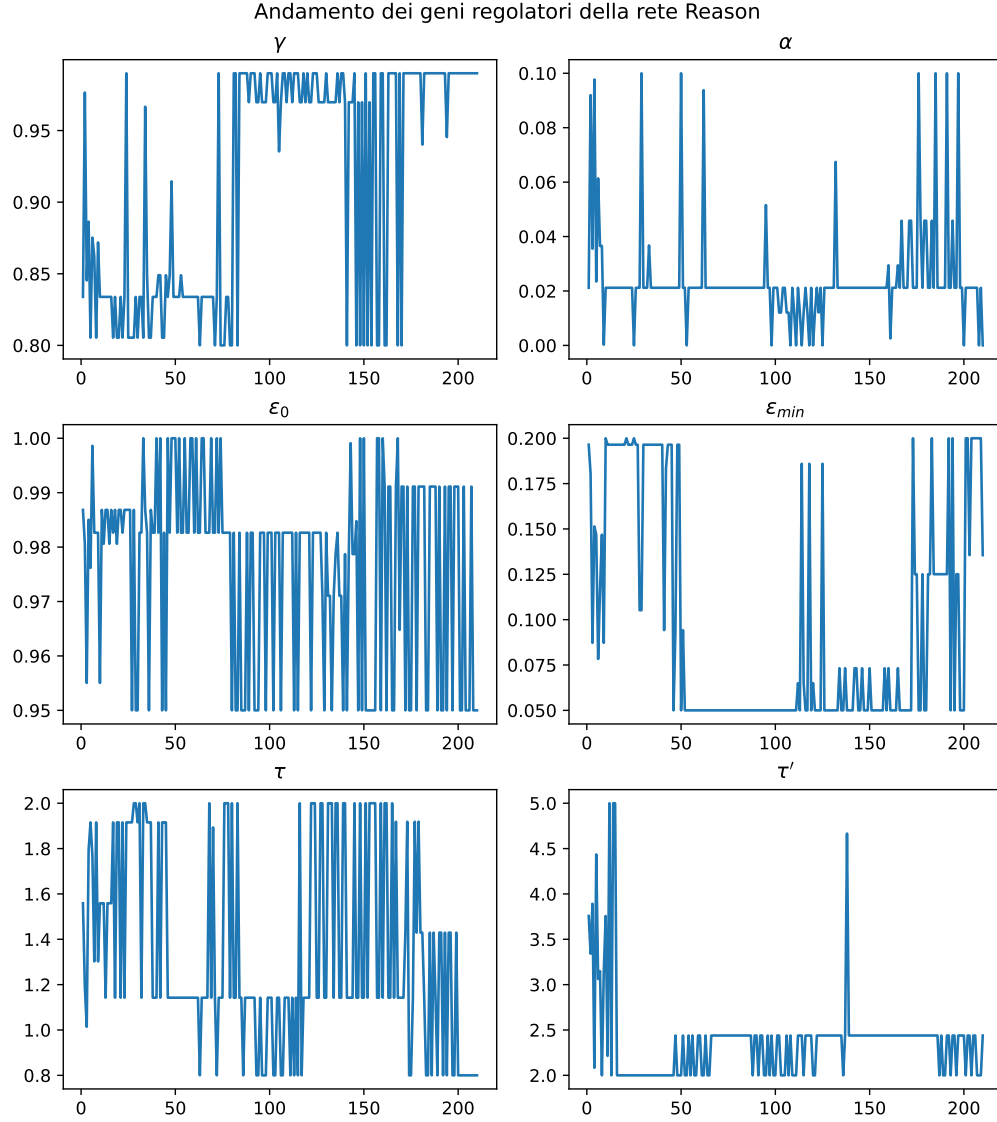 Andamento dei geni regolatori della rete Reason
γ
0.95
0.90
0.85
0.80
0 50 100 150 200
α
0.10
0.08
0.06
0.04
0.02
0.00
0 50 100 150 200
ε₀
1.00
0.99
0.98
0.97
0.96
0.95
0 50 100 150 200
εₘᵢₙ
0.200
0.175
0.150
0.125
0.100
0.075
0.050
0 50 100 150 200
τ
2.0
1.8
1.6
1.4
1.2
1.0
0.8
0 50 100 150 200
τ′
5.0
4.5
4.0
3.5
3.0
2.5
2.0
0 50 100 150 200